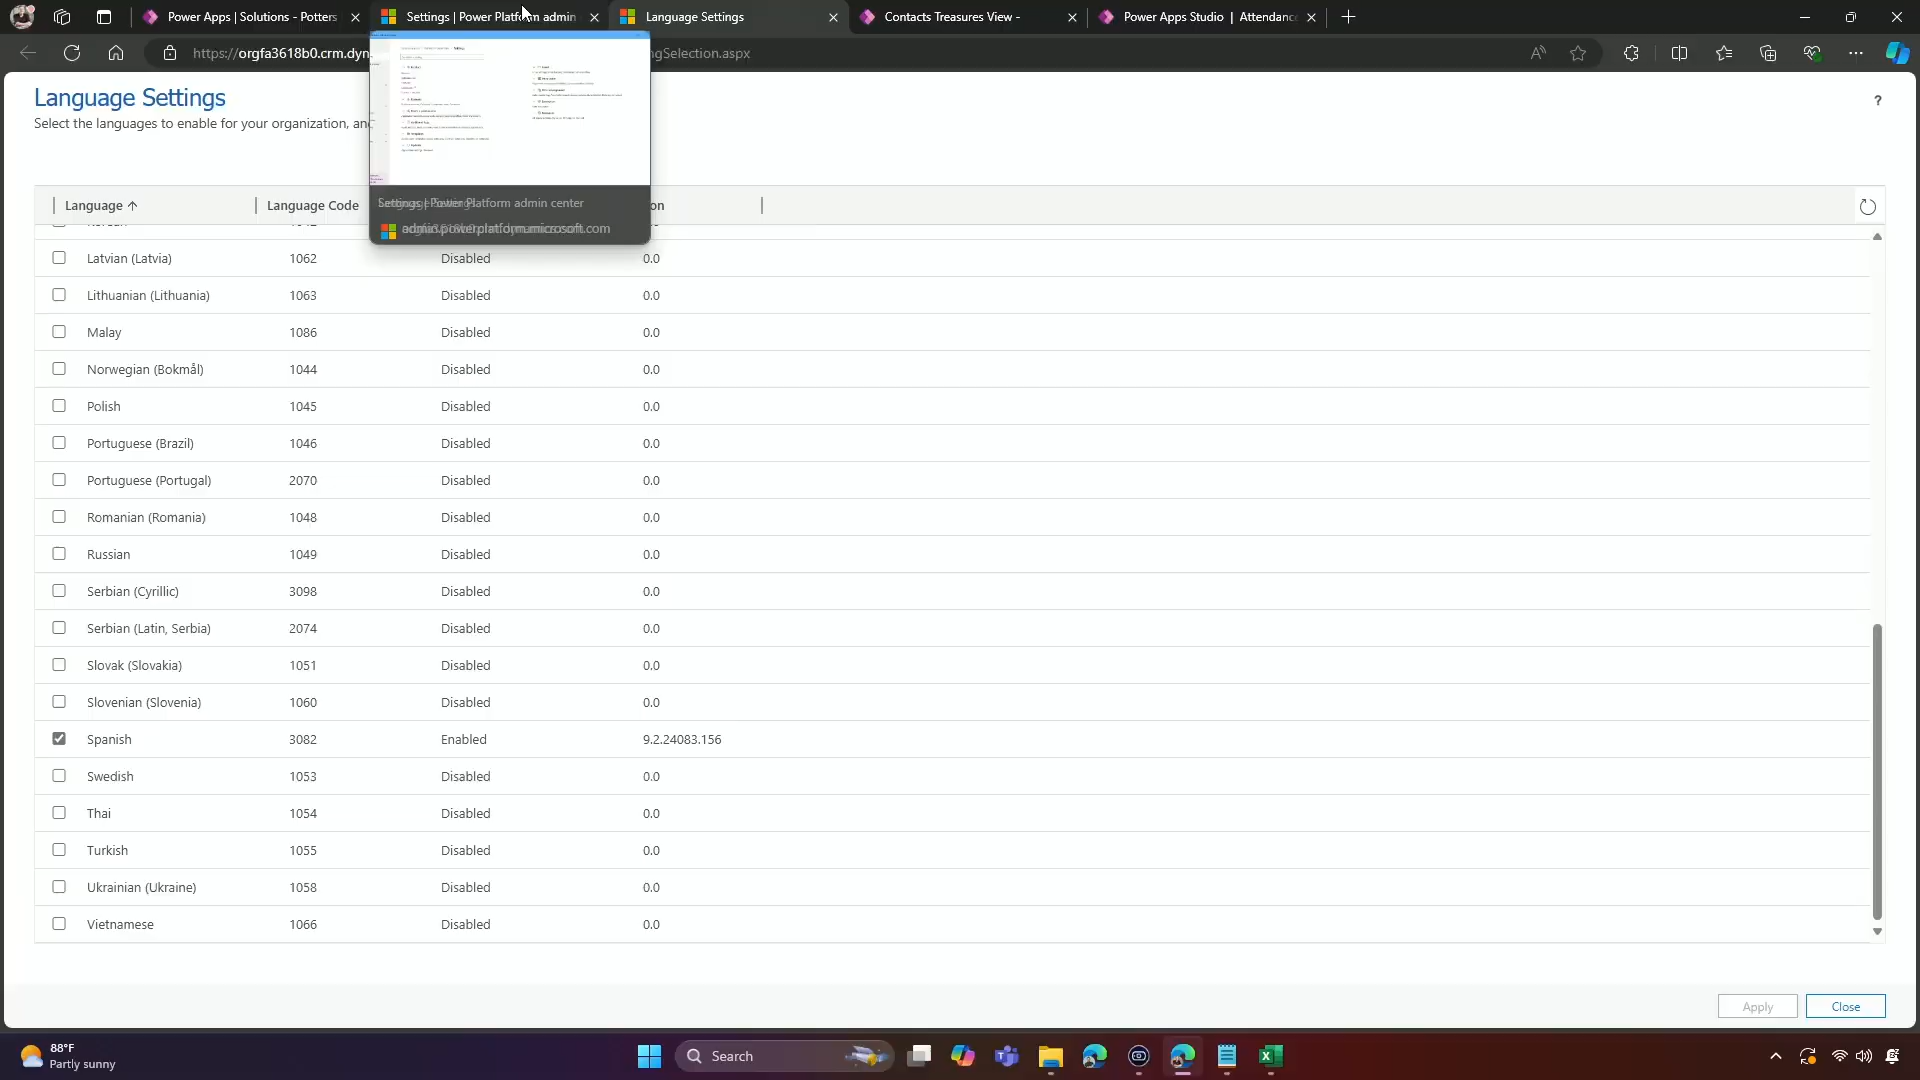 Power Apps | Solutions - Potters
Settings | Power Platform admin
Language Settings
Contacts Treasures View -
Power Apps Studio | Attendance
https://orgfa3618b0.crm.dyn
ngSelection.aspx
Language Settings
Select the languages to enable for your organization, an
?
Language
Language Code
on
Settings | Power Platform admin center
admin.powerplatform.microsoft.com
Latvian (Latvia) 1062 Disabled 0.0
Lithuanian (Lithuania) 1063 Disabled 0.0
Malay 1086 Disabled 0.0
Norwegian (Bokmål) 1044 Disabled 0.0
Polish 1045 Disabled 0.0
Portuguese (Brazil) 1046 Disabled 0.0
Portuguese (Portugal) 2070 Disabled 0.0
Romanian (Romania) 1048 Disabled 0.0
Russian 1049 Disabled 0.0
Serbian (Cyrillic) 3098 Disabled 0.0
Serbian (Latin, Serbia) 2074 Disabled 0.0
Slovak (Slovakia) 1051 Disabled 0.0
Slovenian (Slovenia) 1060 Disabled 0.0
Spanish 3082 Enabled 9.2.24083.156
Swedish 1053 Disabled 0.0
Thai 1054 Disabled 0.0
Turkish 1055 Disabled 0.0
Ukrainian (Ukraine) 1058 Disabled 0.0
Vietnamese 1066 Disabled 0.0
Apply
Close
88°F
Partly sunny
Search